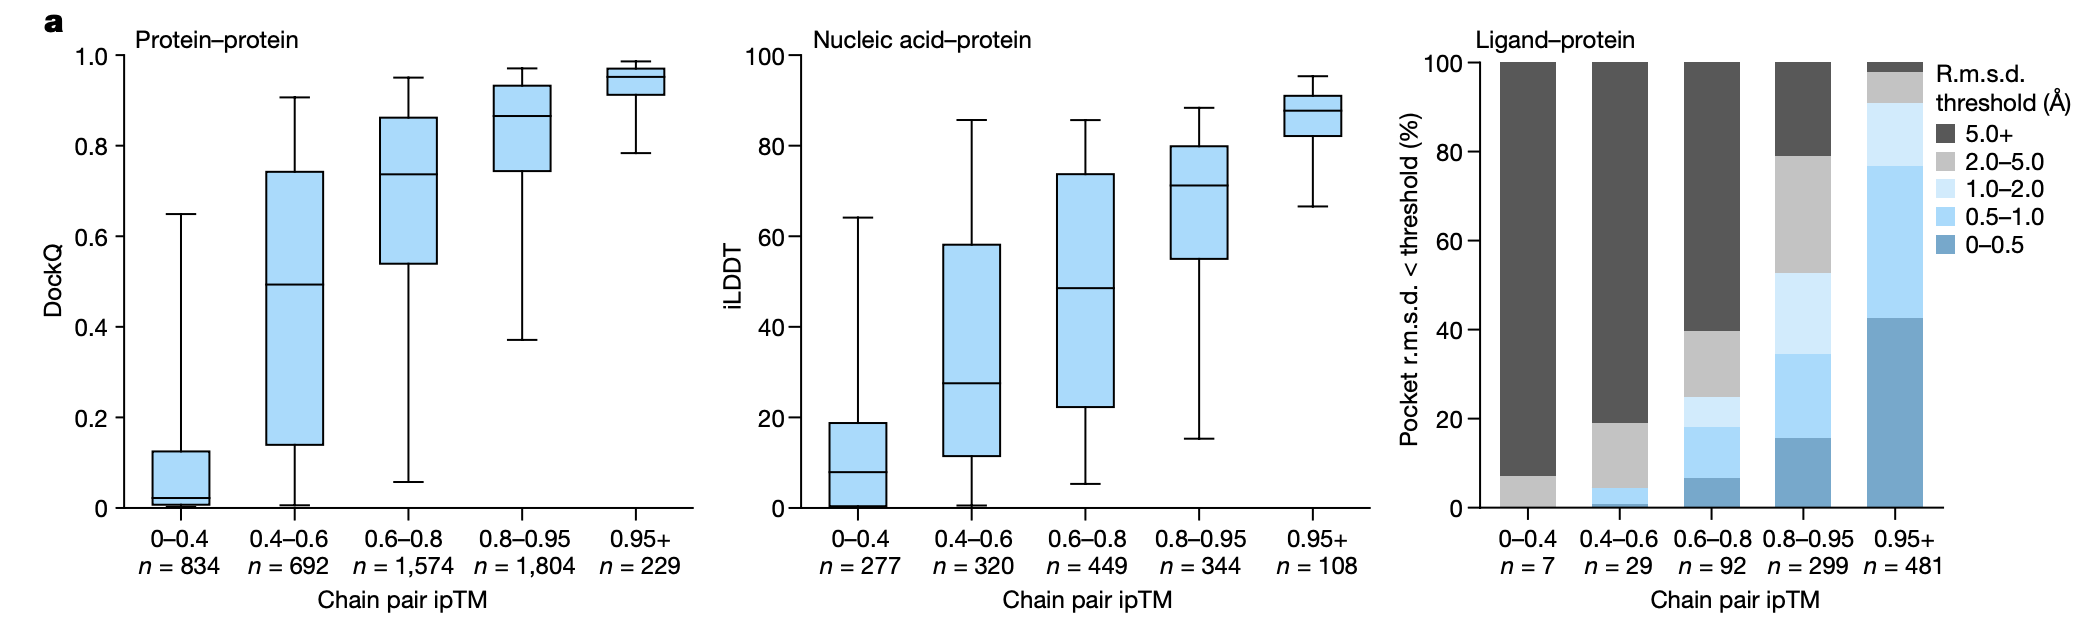 a
Protein–protein
1.0
0.8
0.6
0.4
0.2
0
DockQ
0–0.4 0.4–0.6 0.6–0.8 0.8–0.95 0.95+
n = 834 n = 692 n = 1,574 n = 1,804 n = 229
Chain pair ipTM
Nucleic acid–protein
100
80
60
40
20
0
iLDDT
0–0.4 0.4–0.6 0.6–0.8 0.8–0.95 0.95+
n = 277 n = 320 n = 449 n = 344 n = 108
Chain pair ipTM
Ligand–protein
100
80
60
40
20
0
Pocket r.m.s.d. < threshold (%)
0–0.4 0.4–0.6 0.6–0.8 0.8–0.95 0.95+
n = 7 n = 29 n = 92 n = 299 n = 481
Chain pair ipTM
R.m.s.d.
threshold (Å)
5.0+
2.0–5.0
1.0–2.0
0.5–1.0
0–0.5